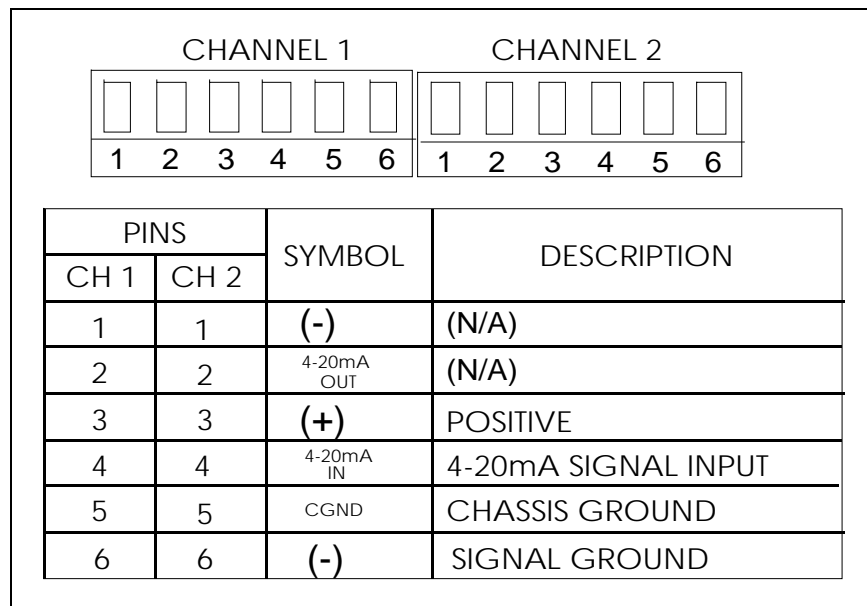 CHANNEL 1 CHANNEL 2
1 2 3 4 5 6 1 2 3 4 5 6
PINS SYMBOL DESCRIPTION
CH 1 CH 2
1 1 (-) (N/A)
2 2 4-20mA OUT (N/A)
3 3 (+) POSITIVE
4 4 4-20mA IN 4-20mA SIGNAL INPUT
5 5 CGND CHASSIS GROUND
6 6 (-) SIGNAL GROUND